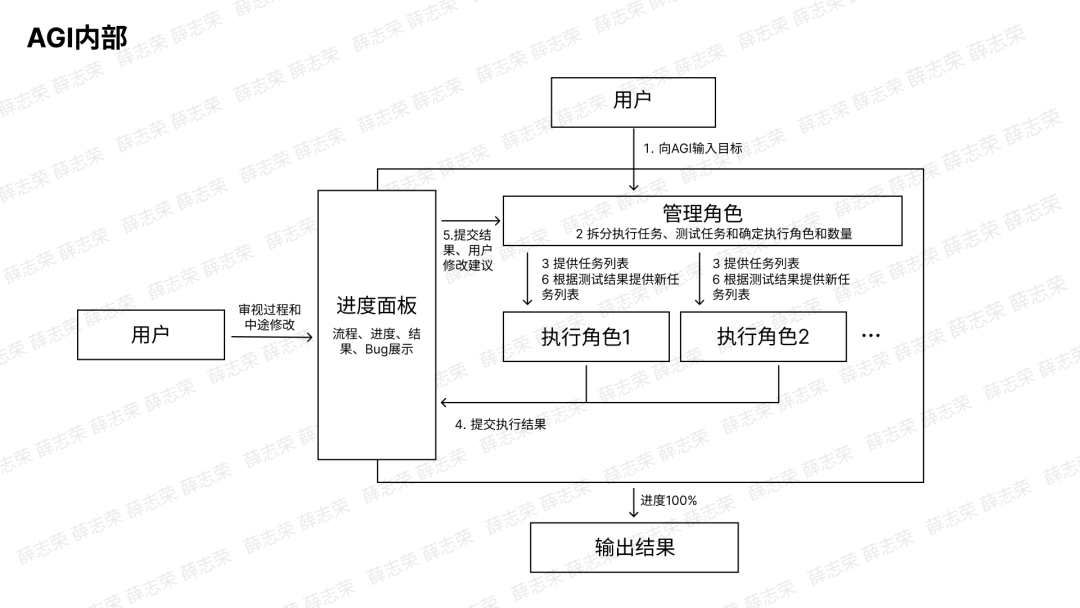 AGI内部
用户
1. 向AGI输入目标
管理角色
2 拆分执行任务、测试任务和确定执行角色和数量
5.提交结
果、用户
修改建议
3 提供任务列表
6 根据测试结果提供新任
务列表
3 提供任务列表
6 根据测试结果提供新任
务列表
用户
审视过程和
中途修改
进度面板
流程、进度、结
果、Bug展示
执行角色1
执行角色2
...
4. 提交执行结果
进度100%
输出结果
薛志荣 薛志荣